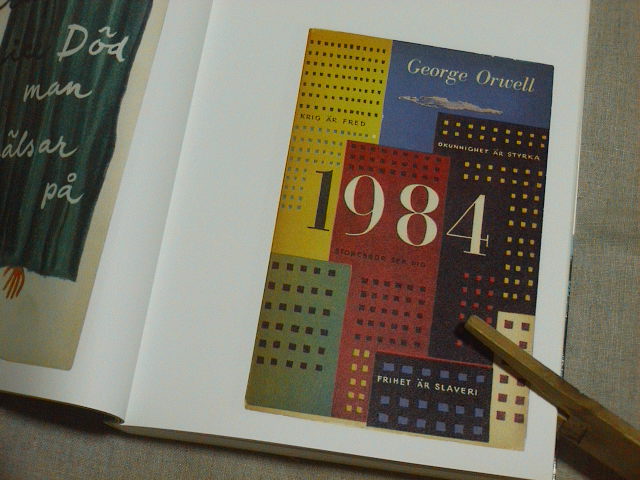 Död
man
älsar
på
George Orwell
KRIG ÄR FRED
OKUNNIGHET ÄR STYRKA
1984
STOREBROR SER DIG
FRIHET ÄR SLAVERI